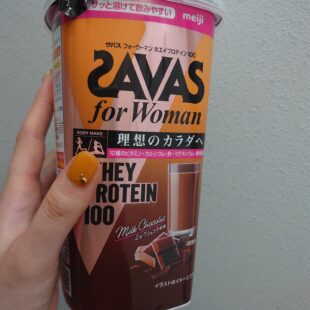 サッと溶けて飲みやすい
meiji
ザバス フォーウーマン ホエイプロテイン100
SAVAS
for Woman
BODY MAKE
理想のカラダへ
WHEY
PROTEIN
100
Milk Chocolate
ミルクショコラ風味
イラストはイメージです